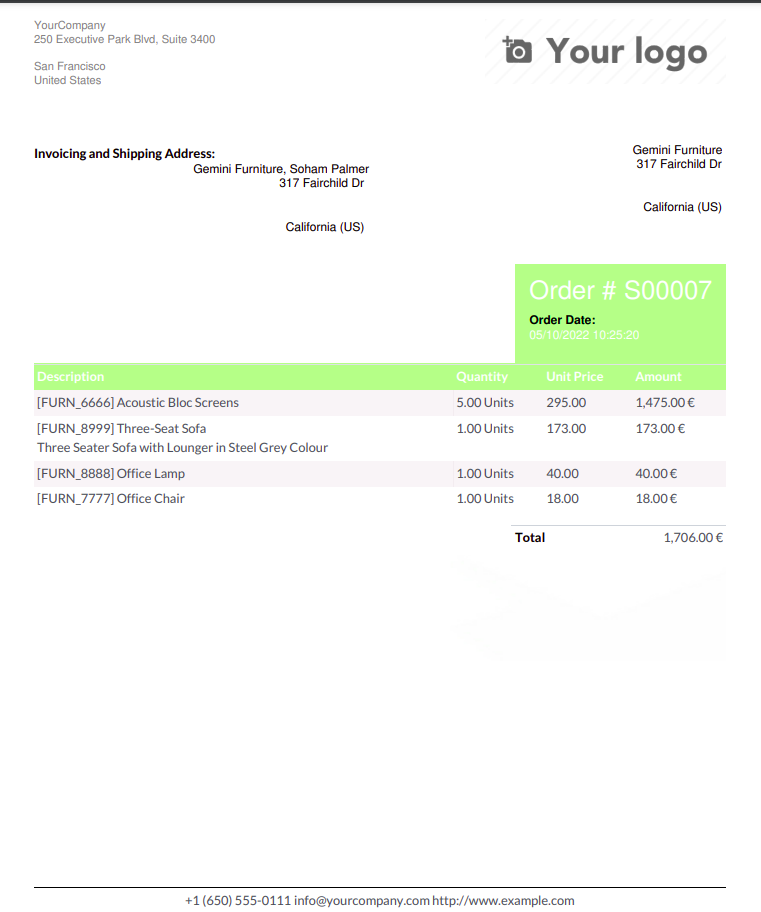 YourCompany
250 Executive Park Blvd, Suite 3400
San Francisco
United States
Your logo
Invoicing and Shipping Address:
Gemini Furniture, Soham Palmer
317 Fairchild Dr
California (US)
Gemini Furniture
317 Fairchild Dr
California (US)
Order # S00007
Order Date:
05/10/2022 10:25:20
Description Quantity Unit Price Amount
[FURN_6666] Acoustic Bloc Screens 5.00 Units 295.00 1,475.00 €
[FURN_8999] Three-Seat Sofa 1.00 Units 173.00 173.00 €
Three Seater Sofa with Lounger in Steel Grey Colour
[FURN_8888] Office Lamp 1.00 Units 40.00 40.00 €
[FURN_7777] Office Chair 1.00 Units 18.00 18.00 €
Total 1,706.00 €
+1 (650) 555-0111 info@yourcompany.com http://www.example.com